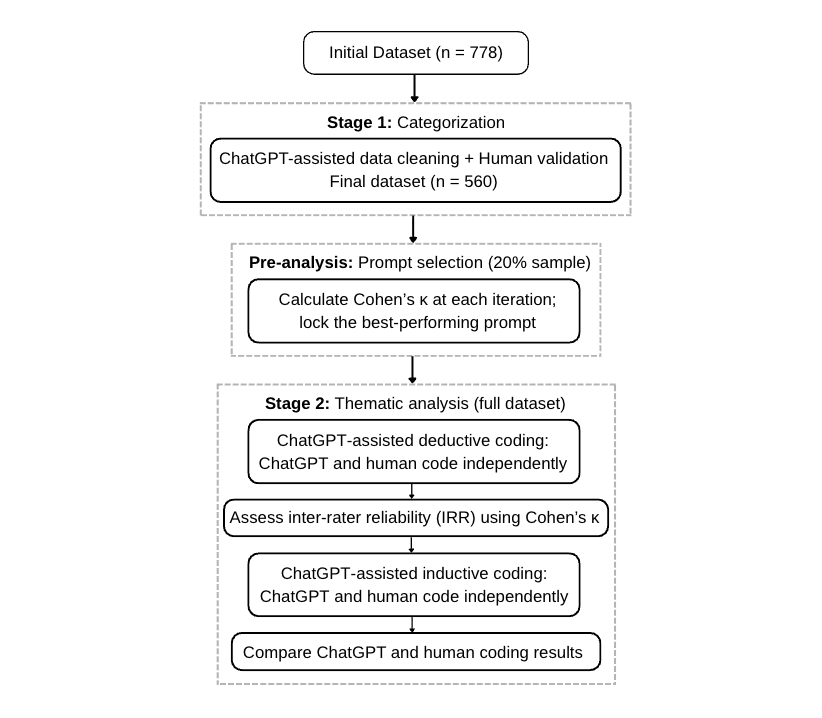 Initial Dataset (n = 778)
Stage 1: Categorization
ChatGPT-assisted data cleaning + Human validation
Final dataset (n = 560)
Pre-analysis: Prompt selection (20% sample)
Calculate Cohen's κ at each iteration;
lock the best-performing prompt
Stage 2: Thematic analysis (full dataset)
ChatGPT-assisted deductive coding:
ChatGPT and human code independently
Assess inter-rater reliability (IRR) using Cohen's κ
ChatGPT-assisted inductive coding:
ChatGPT and human code independently
Compare ChatGPT and human coding results